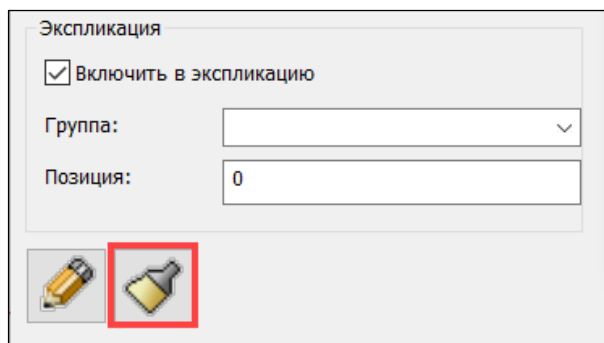 Экспликация
Включить в экспликацию
Группа:
Позиция: 0